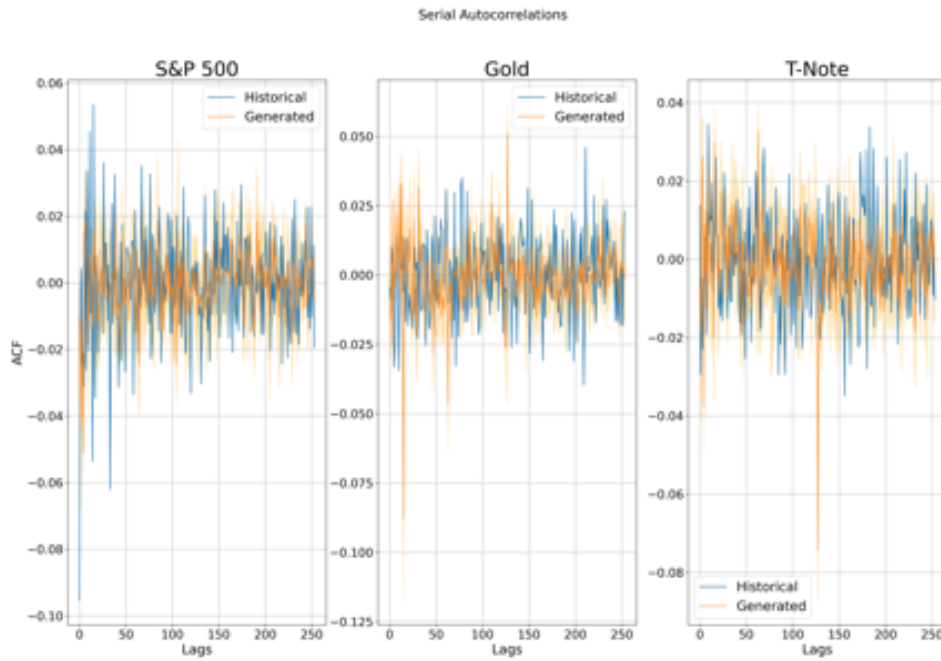 Serial Autocorrelations
S&P 500
Gold
T-Note
ACF
0.06
0.04
0.02
0.00
−0.02
−0.04
−0.06
−0.08
−0.10
Historical
Generated
0 50 100 150 200 250
Lags
0.050
0.025
0.000
−0.025
−0.050
−0.075
−0.100
−0.125
Historical
Generated
0 50 100 150 200 250
Lags
0.04
0.02
0.00
−0.02
−0.04
−0.06
−0.08
Historical
Generated
0 50 100 150 200 250
Lags